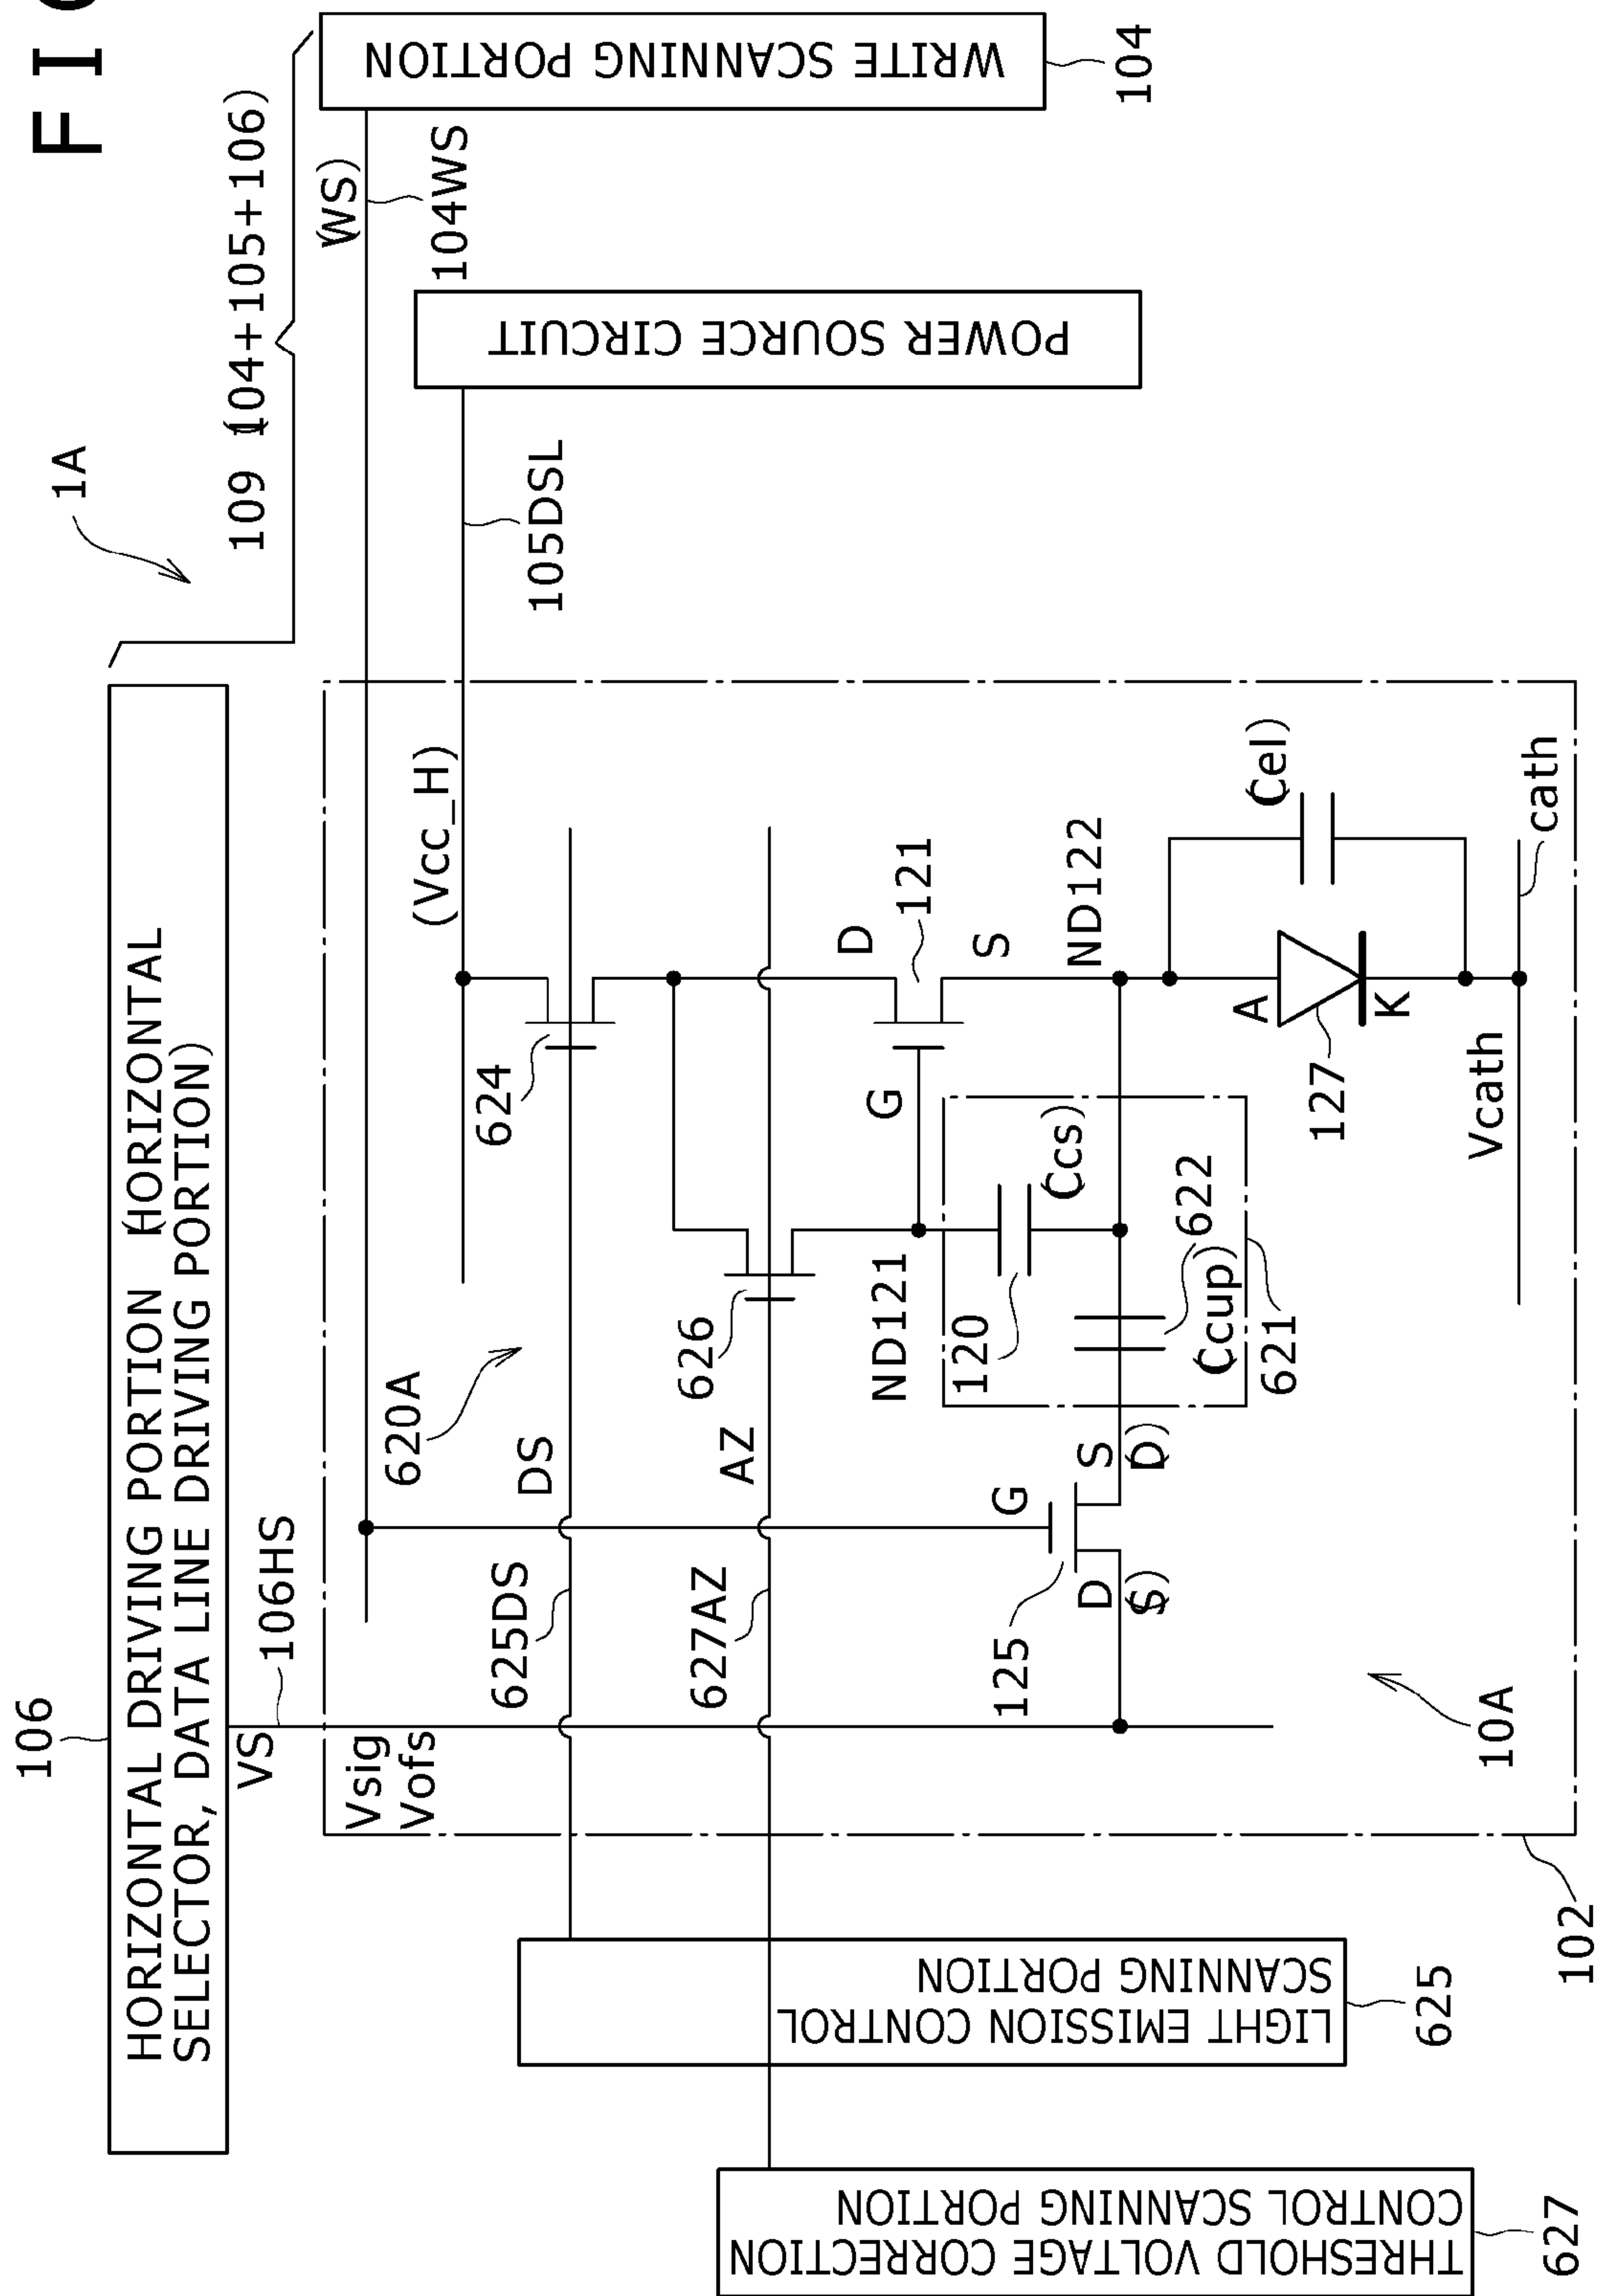 FIG
1A
109 (104+105+106)
106
HORIZONTAL DRIVING PORTION (HORIZONTAL
SELECTOR, DATA LINE DRIVING PORTION)
VS
106HS
(WS)
104WS
WRITE SCANNING PORTION
104
POWER SOURCE CIRCUIT
105DSL
Vsig
Vofs
(Vcc_H)
620A
DS
625DS
624
AZ
627AZ
626
D
121
G
S
ND121
ND122
120
(Ccs)
622
(Ccup)
621
G
S
(D)
D
(S)
125
A
K
127
(Cel)
Vcath
cath
10A
102
LIGHT EMISSION CONTROL
SCANNING PORTION
625
THRESHOLD VOLTAGE CORRECTION
CONTROL SCANNING PORTION
627